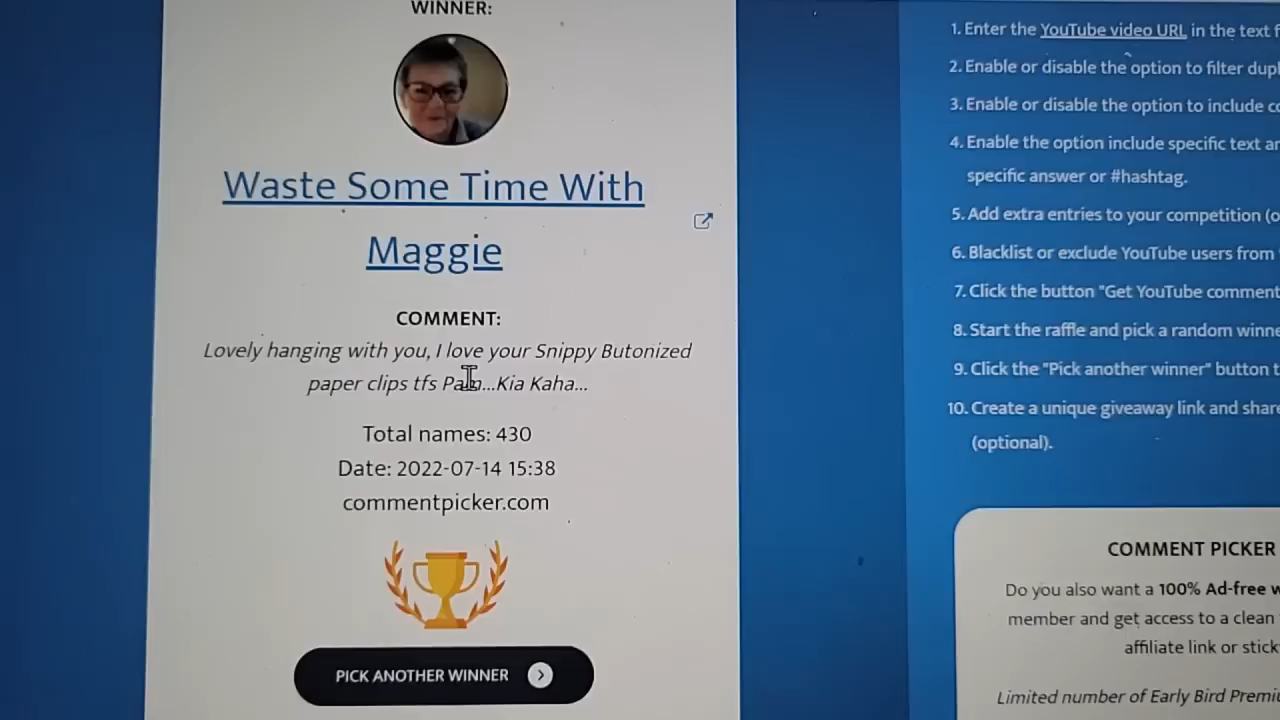 WINNER:
Waste Some Time With
Maggie
COMMENT:
Lovely hanging with you, I love your Snippy Butonized
paper clips tfs Pam...Kia Kaha...
Total names: 430
Date: 2022-07-14 15:38
commentpicker.com
PICK ANOTHER WINNER
1. Enter the YouTube video URL in the text
2. Enable or disable the option to filter
3. Enable or disable the option to include
4. Enable the option include specific text
specific answer or #hashtag.
5. Add extra entries to your competition
6. Blacklist or exclude YouTube users from
7. Click the button "Get YouTube comment
8. Start the raffle and pick a random
9. Click the "Pick another winner" button
10. Create a unique giveaway link and
(optional).
COMMENT PICKER
Do you also want a 100% Ad-free
member and get access to a clean
affiliate link or
Limited number of Early Bird